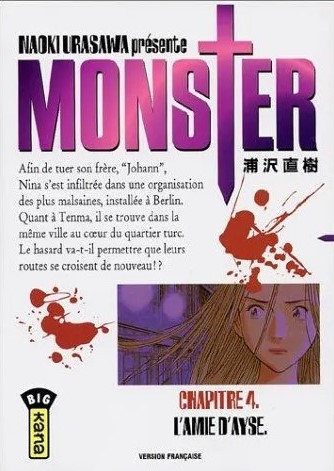 NAOKI URASAWA présente
MONSTER
浦沢直樹
Afin de tuer son frère, "Johann",
Nina s'est infiltrée dans une organisation
des plus malsaines, installée à Berlin.
Quant à Tenma, il se trouve dans la
même ville au cœur du quartier turc.
Le hasard va-t-il permettre que leurs
routes se croisent de nouveau!?
CHAPITRE 4.
L'AMIE D'AYSE.
BIG
kana
VERSION FRANÇAISE